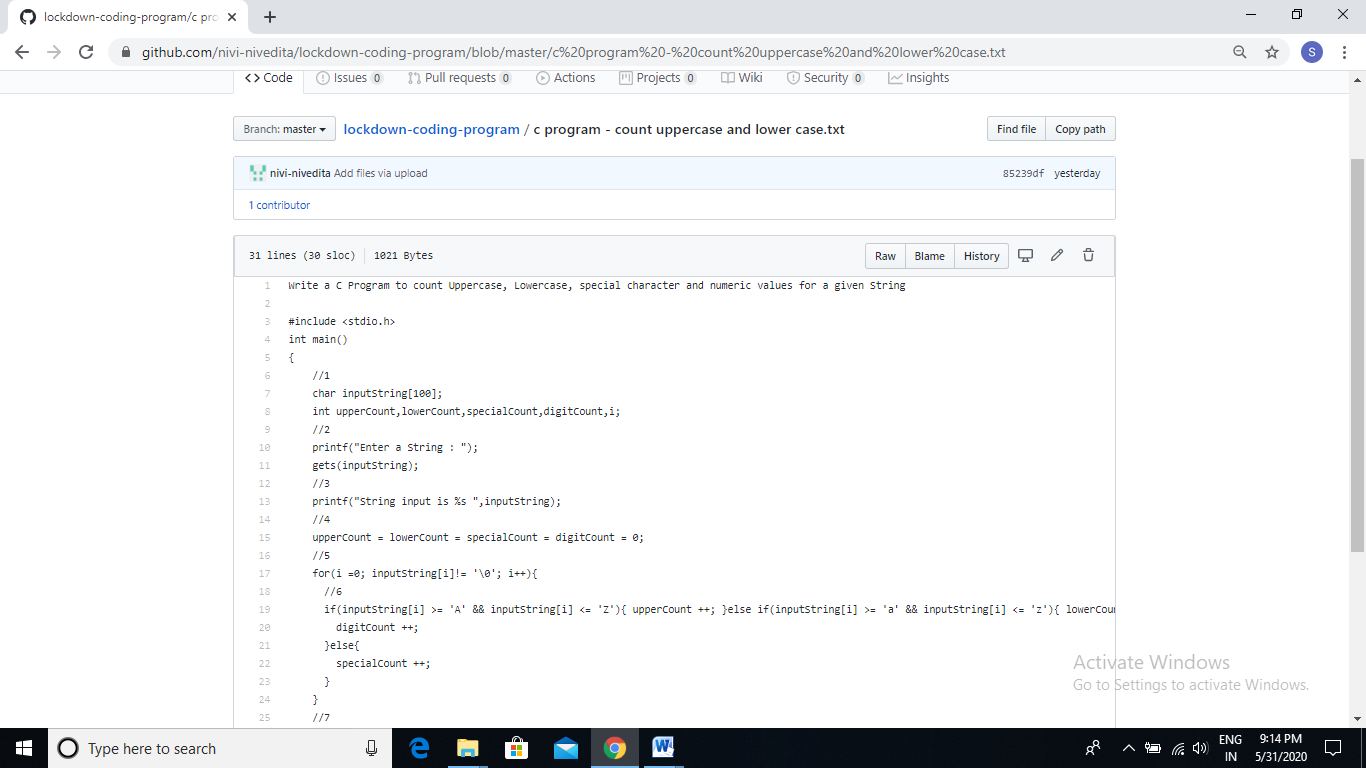 lockdown-coding-program/c pro
github.com/nivi-nivedita/lockdown-coding-program/blob/master/c%20program%20-%20count%20uppercase%20and%20lower%20case.txt
S
Code Issues 0 Pull requests 0 Actions Projects 0 Wiki Security 0 Insights
Branch: master lockdown-coding-program / c program - count uppercase and lower case.txt Find file Copy path
nivi-nivedita Add files via upload 85239df yesterday
1 contributor
31 lines (30 sloc) 1021 Bytes Raw Blame History
1 Write a C Program to count Uppercase, Lowercase, special character and numeric values for a given String
2
3 #include <stdio.h>
4 int main()
5 {
6 //1
7 char inputString[100];
8 int upperCount,lowerCount,specialCount,digitCount,i;
9 //2
10 printf("Enter a String : ");
11 gets(inputString);
12 //3
13 printf("String input is %s ",inputString);
14 //4
15 upperCount = lowerCount = specialCount = digitCount = 0;
16 //5
17 for(i =0; inputString[i]!= '\0'; i++){
18 //6
19 if(inputString[i] >= 'A' && inputString[i] <= 'Z'){ upperCount ++; }else if(inputString[i] >= 'a' && inputString[i] <= 'z'){ lowerCou
20 digitCount ++;
21 }else{
22 specialCount ++;
23 }
24 }
25 //7
Activate Windows
Go to Settings to activate Windows.
Type here to search
ENG
IN
9:14 PM
5/31/2020